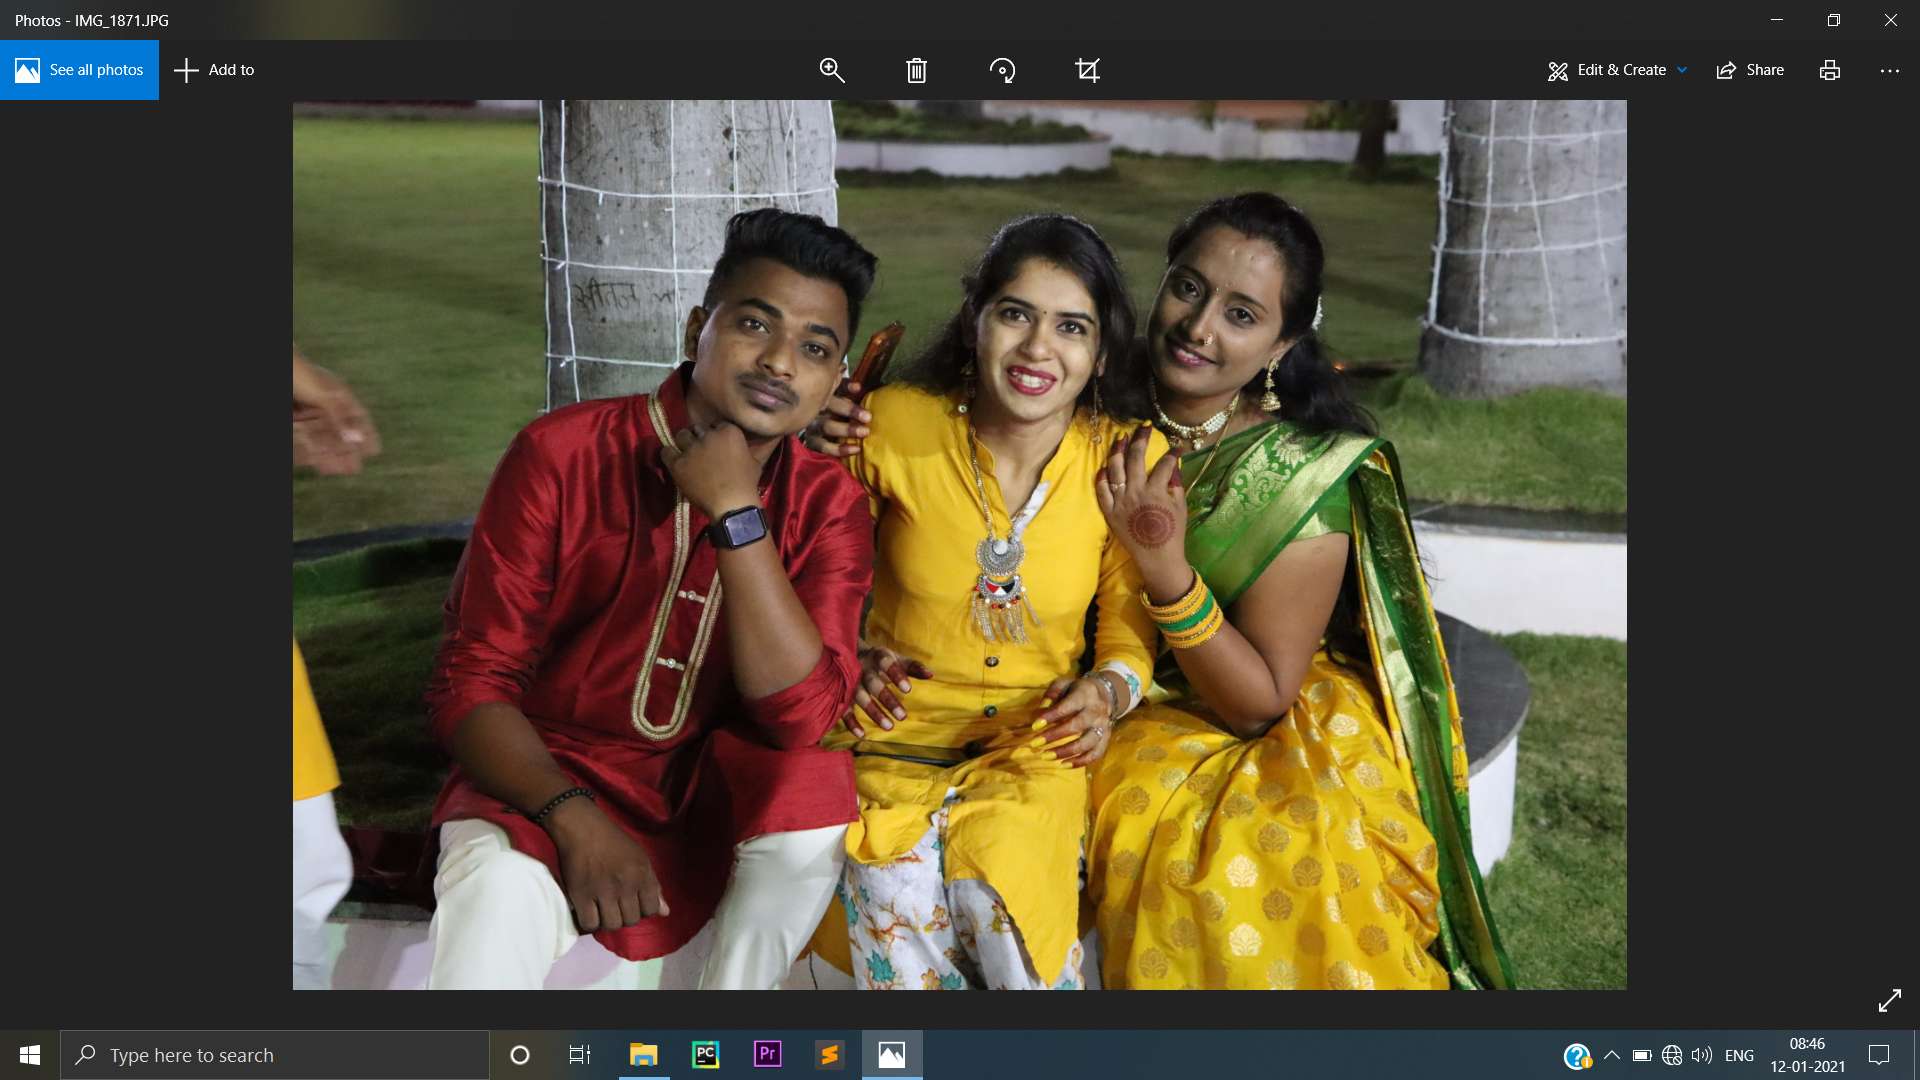 Photos - IMG_1871.JPG
See all photos
Add to
Edit & Create
Share
Type here to search
PC
Pr
ENG
08:46
12-01-2021